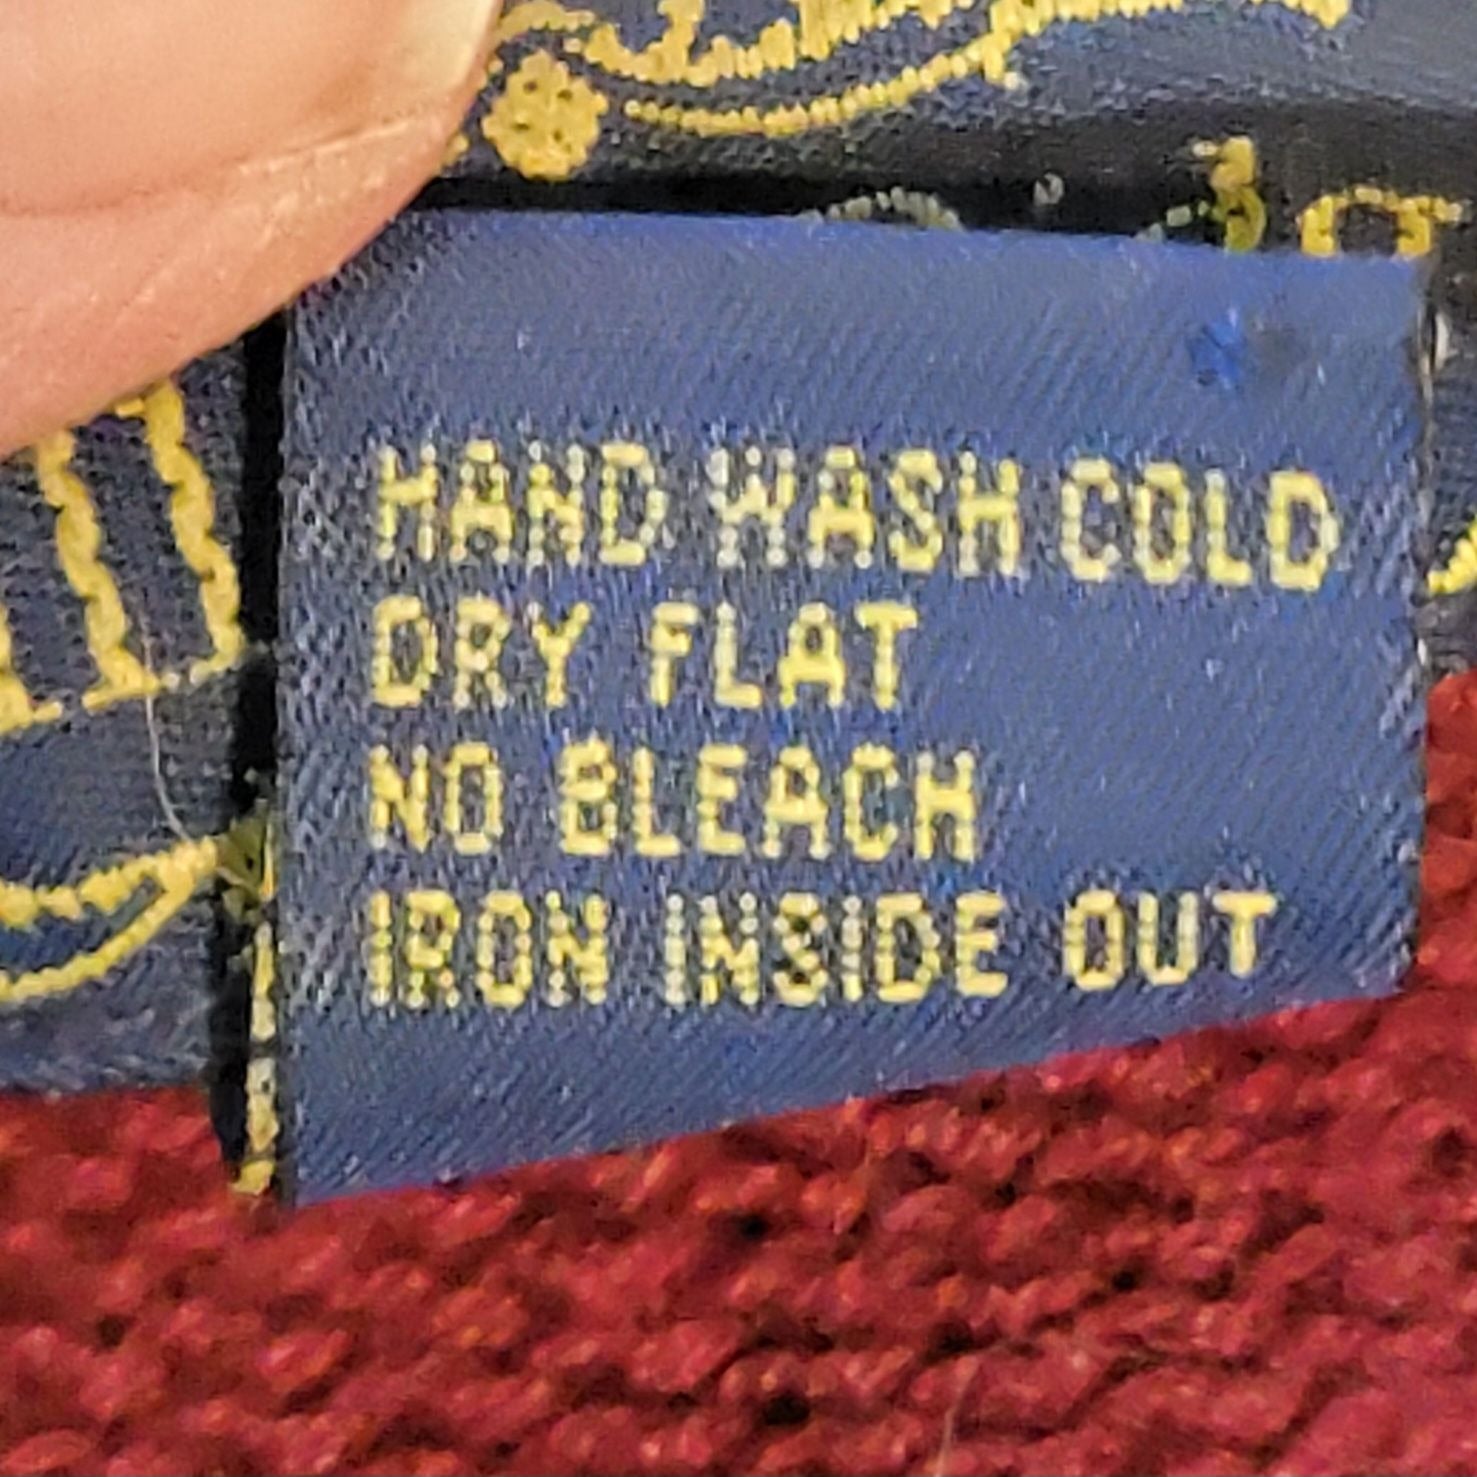 HAND WASH COLD
DRY FLAT
NO BLEACH
IRON INSIDE OUT